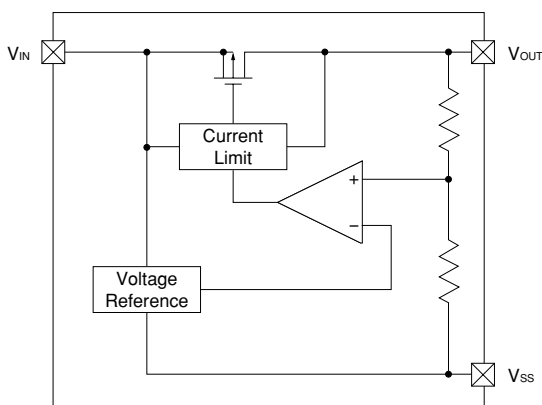 VIN
VOUT
Current
Limit
+
−
Voltage
Reference
VSS